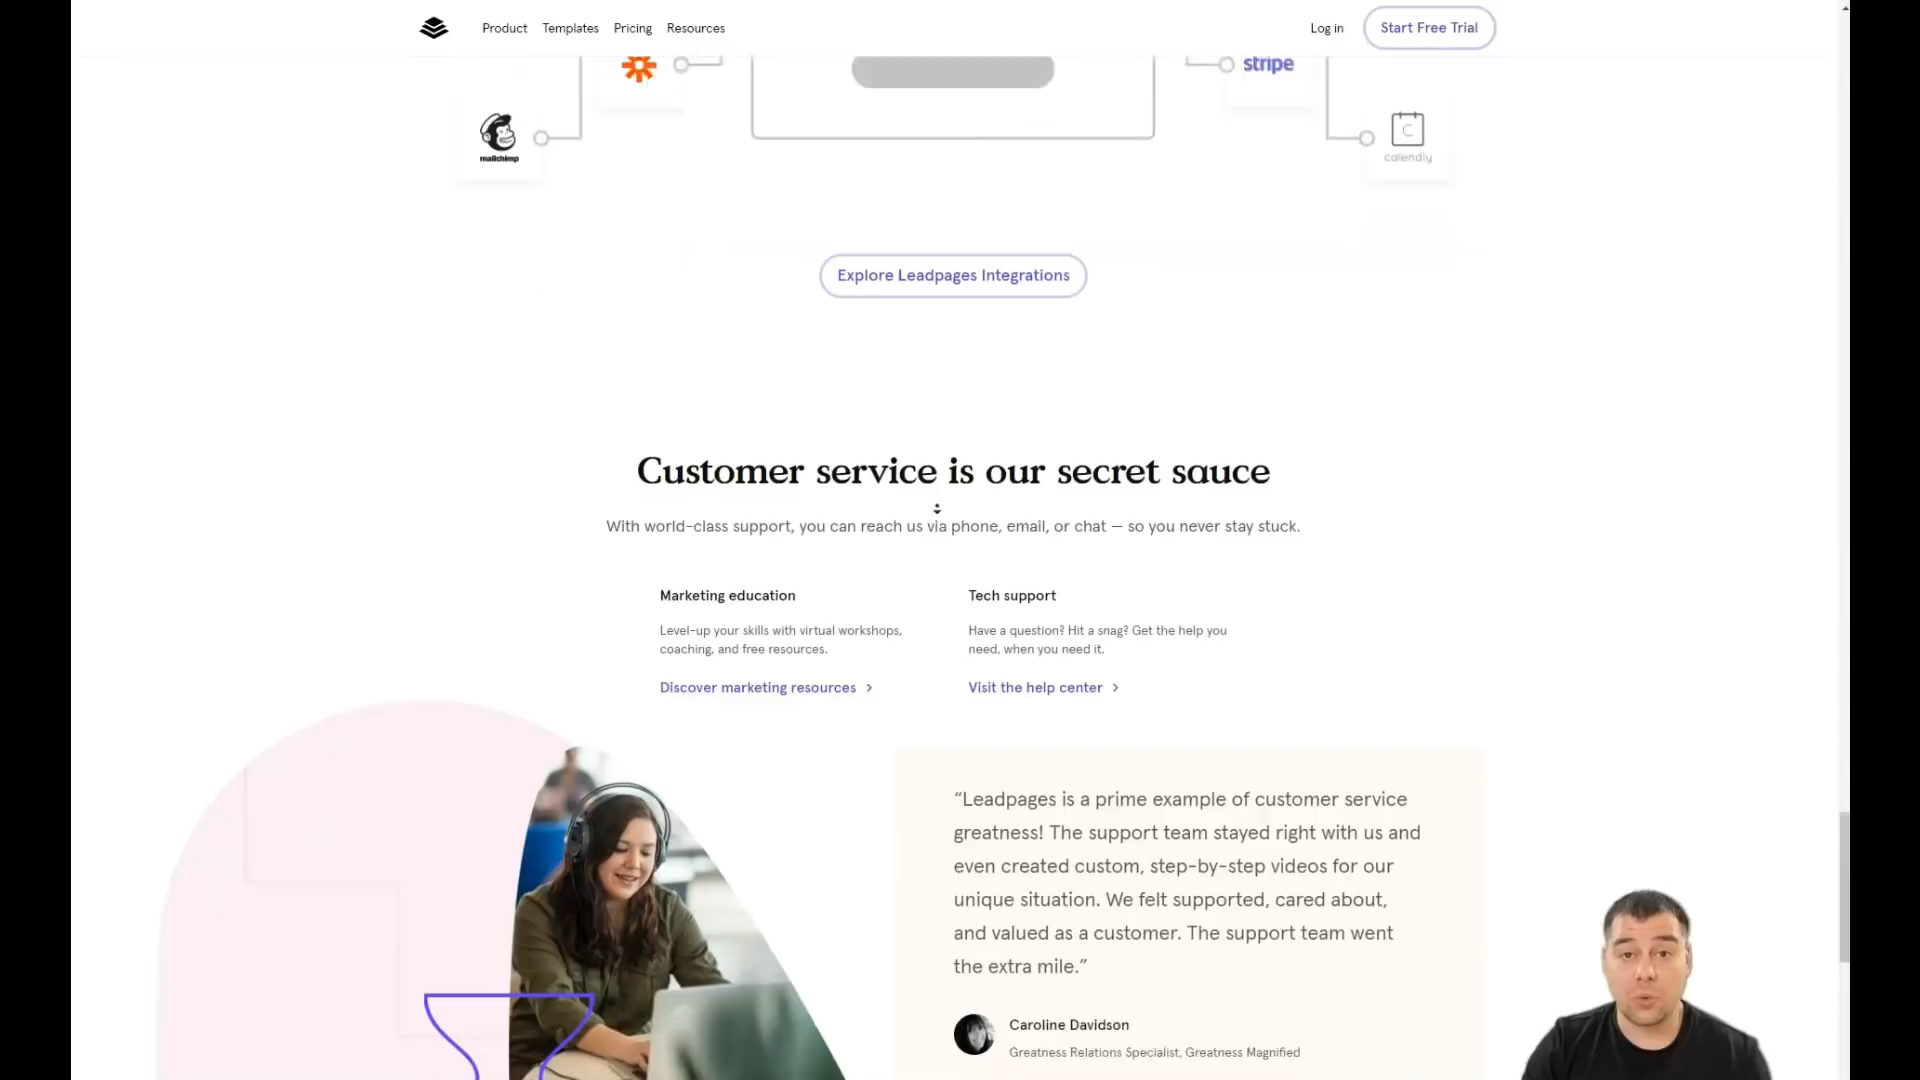 Product Templates Pricing Resources Log in Start Free Trial
stripe
mailchimp
C
calendly
Explore Leadpages Integrations
Customer service is our secret sauce
With world-class support, you can reach us via phone, email, or chat — so you never stay stuck.
Marketing education
Level-up your skills with virtual workshops,
coaching, and free resources.
Discover marketing resources
Tech support
Have a question? Hit a snag? Get the help you
need, when you need it.
Visit the help center
“Leadpages is a prime example of customer service
greatness! The support team stayed right with us and
even created custom, step-by-step videos for our
unique situation. We felt supported, cared about,
and valued as a customer. The support team went
the extra mile.”
Caroline Davidson
Greatness Relations Specialist, Greatness Magnified